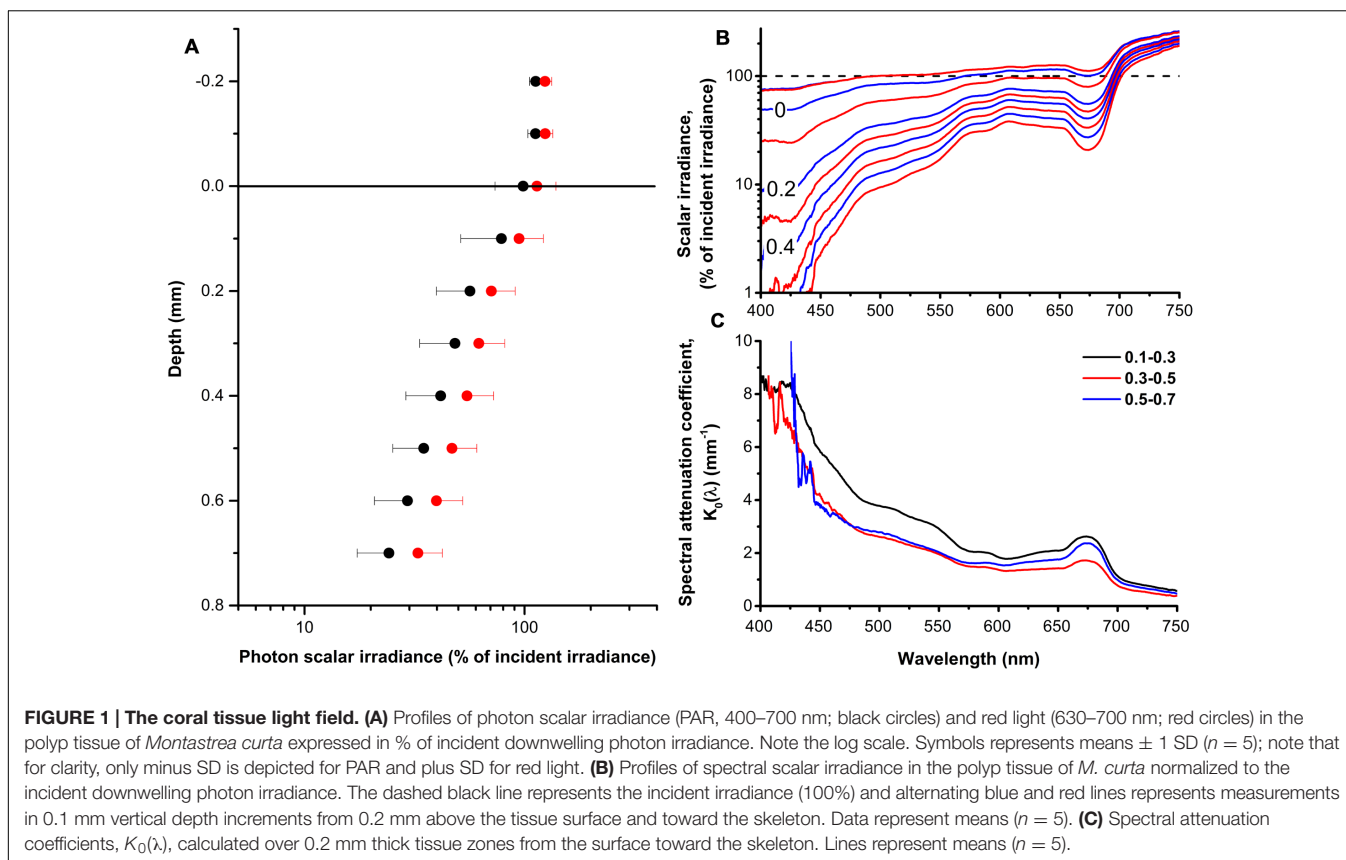 A
-0.2
0.0
0.2
0.4
0.6
0.8
Depth (mm)
10
100
Photon scalar irradiance (% of incident irradiance)
B
100
10
1
Scalar irradiance,
(% of incident irradiance)
0
0.2
0.4
400
450
500
550
600
650
700
750
C
10
8
6
4
2
0
Spectral attenuation coefficient,
K0(λ) (mm-1)
0.1-0.3
0.3-0.5
0.5-0.7
400
450
500
550
600
650
700
750
Wavelength (nm)
FIGURE 1 | The coral tissue light field. (A) Profiles of photon scalar irradiance (PAR, 400–700 nm; black circles) and red light (630–700 nm; red circles) in the
polyp tissue of Montastrea curta expressed in % of incident downwelling photon irradiance. Note the log scale. Symbols represents means ± 1 SD (n = 5); note that
for clarity, only minus SD is depicted for PAR and plus SD for red light. (B) Profiles of spectral scalar irradiance in the polyp tissue of M. curta normalized to the
incident downwelling photon irradiance. The dashed black line represents the incident irradiance (100%) and alternating blue and red lines represents measurements
in 0.1 mm vertical depth increments from 0.2 mm above the tissue surface and toward the skeleton. Data represent means (n = 5). (C) Spectral attenuation
coefficients, K0(λ), calculated over 0.2 mm thick tissue zones from the surface toward the skeleton. Lines represent means (n = 5).